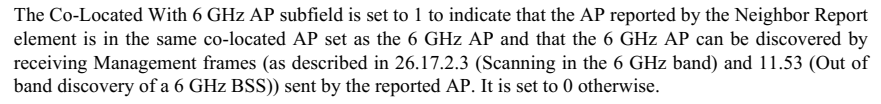 The Co-Located With 6 GHz AP subfield is set to 1 to indicate that the AP reported by the Neighbor Report
element is in the same co-located AP set as the 6 GHz AP and that the 6 GHz AP can be discovered by
receiving Management frames (as described in 26.17.2.3 (Scanning in the 6 GHz band) and 11.53 (Out of
band discovery of a 6 GHz BSS)) sent by the reported AP. It is set to 0 otherwise.